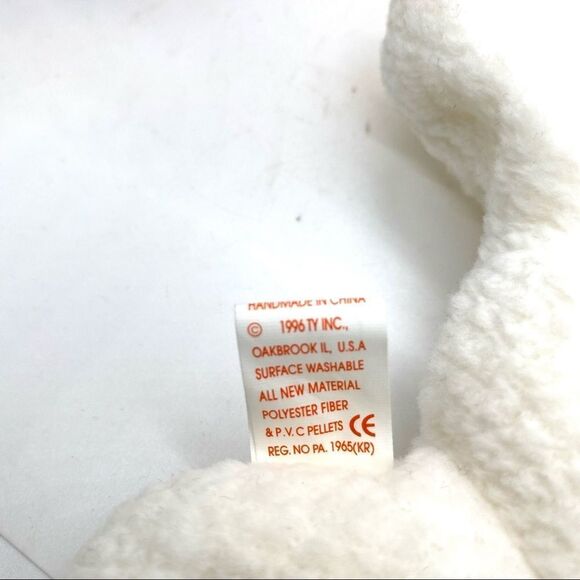 HANDMADE IN CHINA
© 1996 TY INC.,
OAKBROOK IL, U.S.A
SURFACE WASHABLE
ALL NEW MATERIAL
POLYESTER FIBER
& P.V. C PELLETS CE
REG. NO PA. 1965(KR)